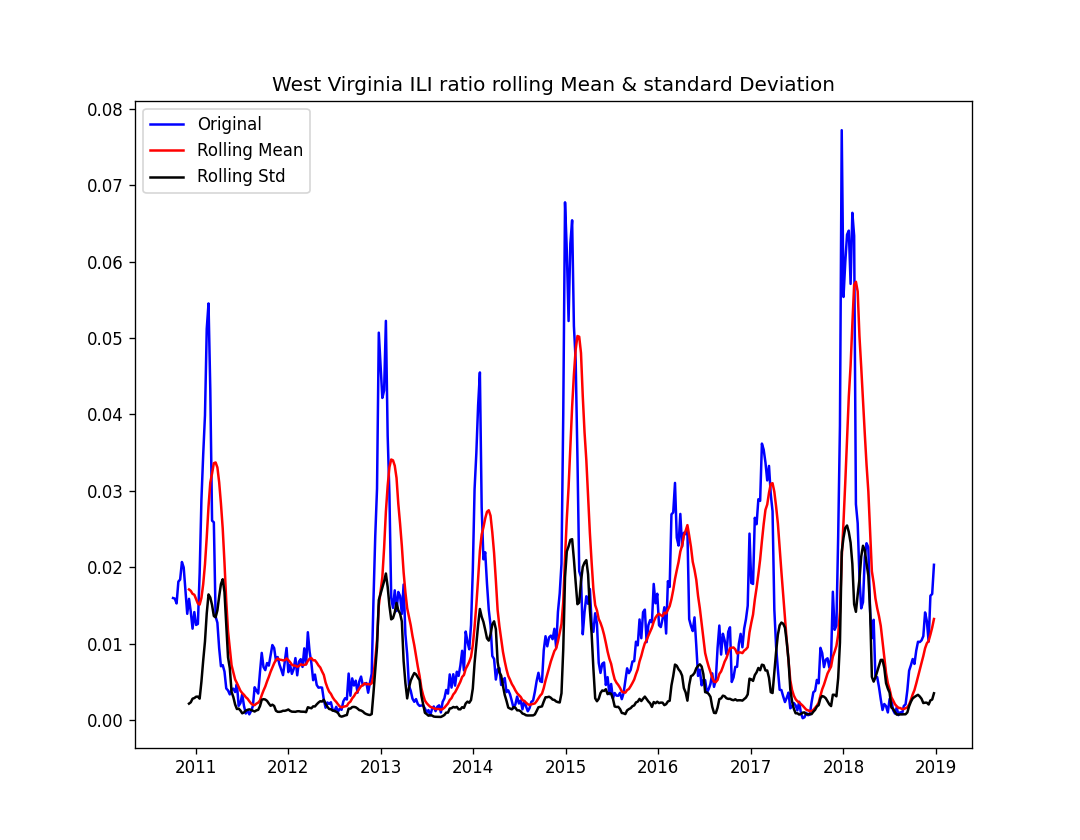 West Virginia ILI ratio rolling Mean & standard Deviation
Original
Rolling Mean
Rolling Std
0.08
0.07
0.06
0.05
0.04
0.03
0.02
0.01
0.00
2011 2012 2013 2014 2015 2016 2017 2018 2019